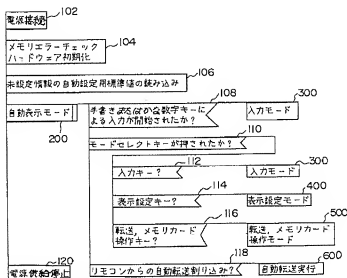 電源接続
102
メモリエラーチェック
ハードウェア初期化
104
未設定情報の自動設定用標準値の読み込み
106
自動表示モード
200
手書きあるいはかな数字キーに
よる入力が開始されたか?
108
入力モード
300
モードセレクトキーが押されたか?
110
入力キー?
112
入力モード
300
表示設定キー?
114
表示設定モード
400
転送,メモリカード
操作キー?
116
転送,メモリカード
操作モード
500
電源供給停止
120
リモコンからの自動転送割り込み?
118
自動転送実行
600